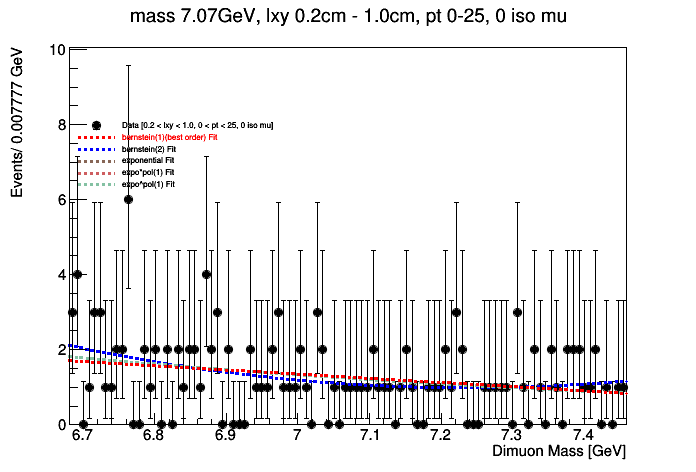 mass 7.07GeV, lxy 0.2cm - 1.0cm, pt 0-25, 0 iso mu
Events/ 0.007777 GeV
10
8
6
4
2
0
Data [0.2 < lxy < 1.0, 0 < pt < 25, 0 iso mu]
bernstein(1)(best order) Fit
bernstein(2) Fit
exponential Fit
expo*pol(1) Fit
expo^pol(1) Fit
6.7 6.8 6.9 7 7.1 7.2 7.3 7.4
Dimuon Mass [GeV]